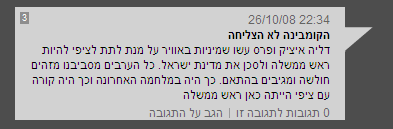 3
26/10/08 22:34
הקומבינה לא הצליחה
דליה איציק ופרס עשו שמיניות באוויר על מנת לתת לציפי להיות
ראש ממשלה ולסכן את מדינת ישראל. כל הערבים מסביבנו מזהים
חולשה ומגיבים בהתאם. כך היה במלחמה האחרונה וכך היה קורה
עם ציפי הייתה כאן ראש ממשלה
0 תגובות לתגובה זו | הגב על התגובה